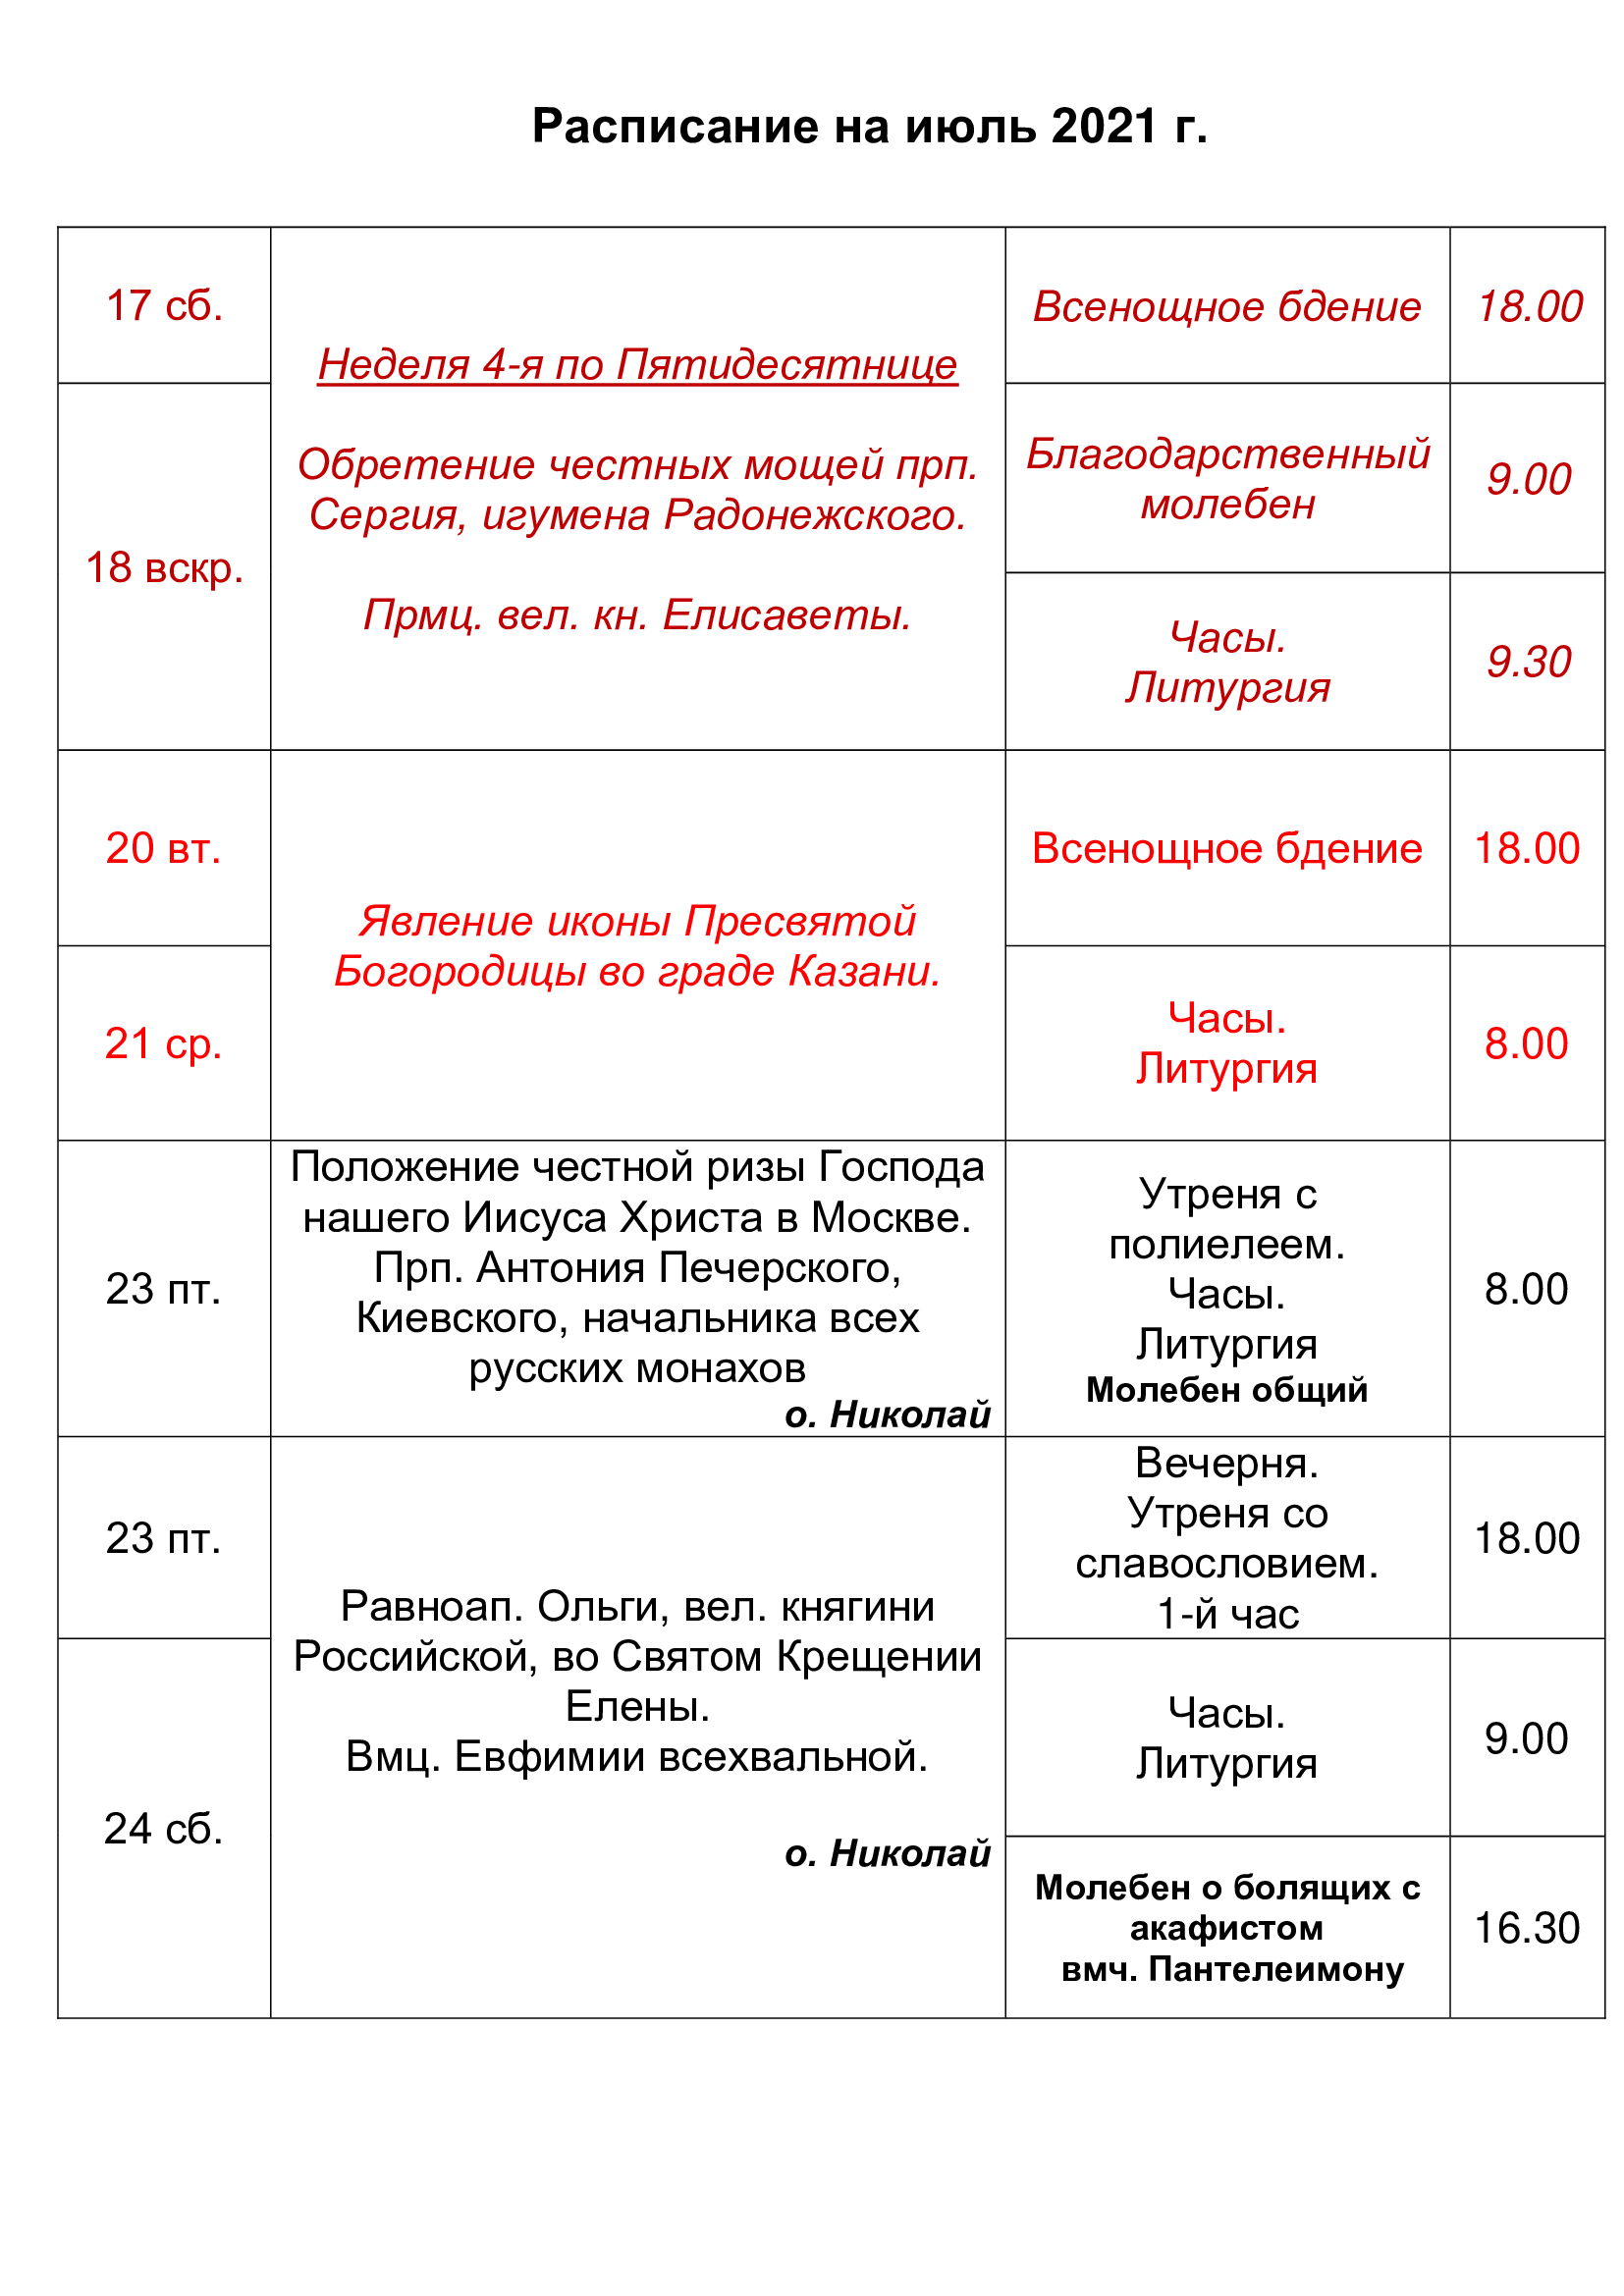 Расписание на июль 2021 г.
17 сб.
Неделя 4-я по Пятидесятнице
Обретение честных мощей прп.
Сергия, игумена Радонежского.
Прмц. вел. кн. Елисаветы.
Всенощное бдение
18.00
18 вскр.
Благодарственный
молебен
9.00
Часы.
Литургия
9.30
20 вт.
Явление иконы Пресвятой
Богородицы во граде Казани.
Всенощное бдение
18.00
21 ср.
Часы.
Литургия
8.00
23 пт.
Положение честной ризы Господа
нашего Иисуса Христа в Москве.
Прп. Антония Печерского,
Киевского, начальника всех
русских монахов
о. Николай
Утреня с
полиелеем.
Часы.
Литургия
Молебен общий
8.00
23 пт.
Равноап. Ольги, вел. княгини
Российской, во Святом Крещении
Елены.
Вмц. Евфимии всехвальной.
о. Николай
Вечерня.
Утреня со
славословием.
1-й час
18.00
24 сб.
Часы.
Литургия
9.00
Молебен о болящих с
акафистом
вмч. Пантелеимону
16.30